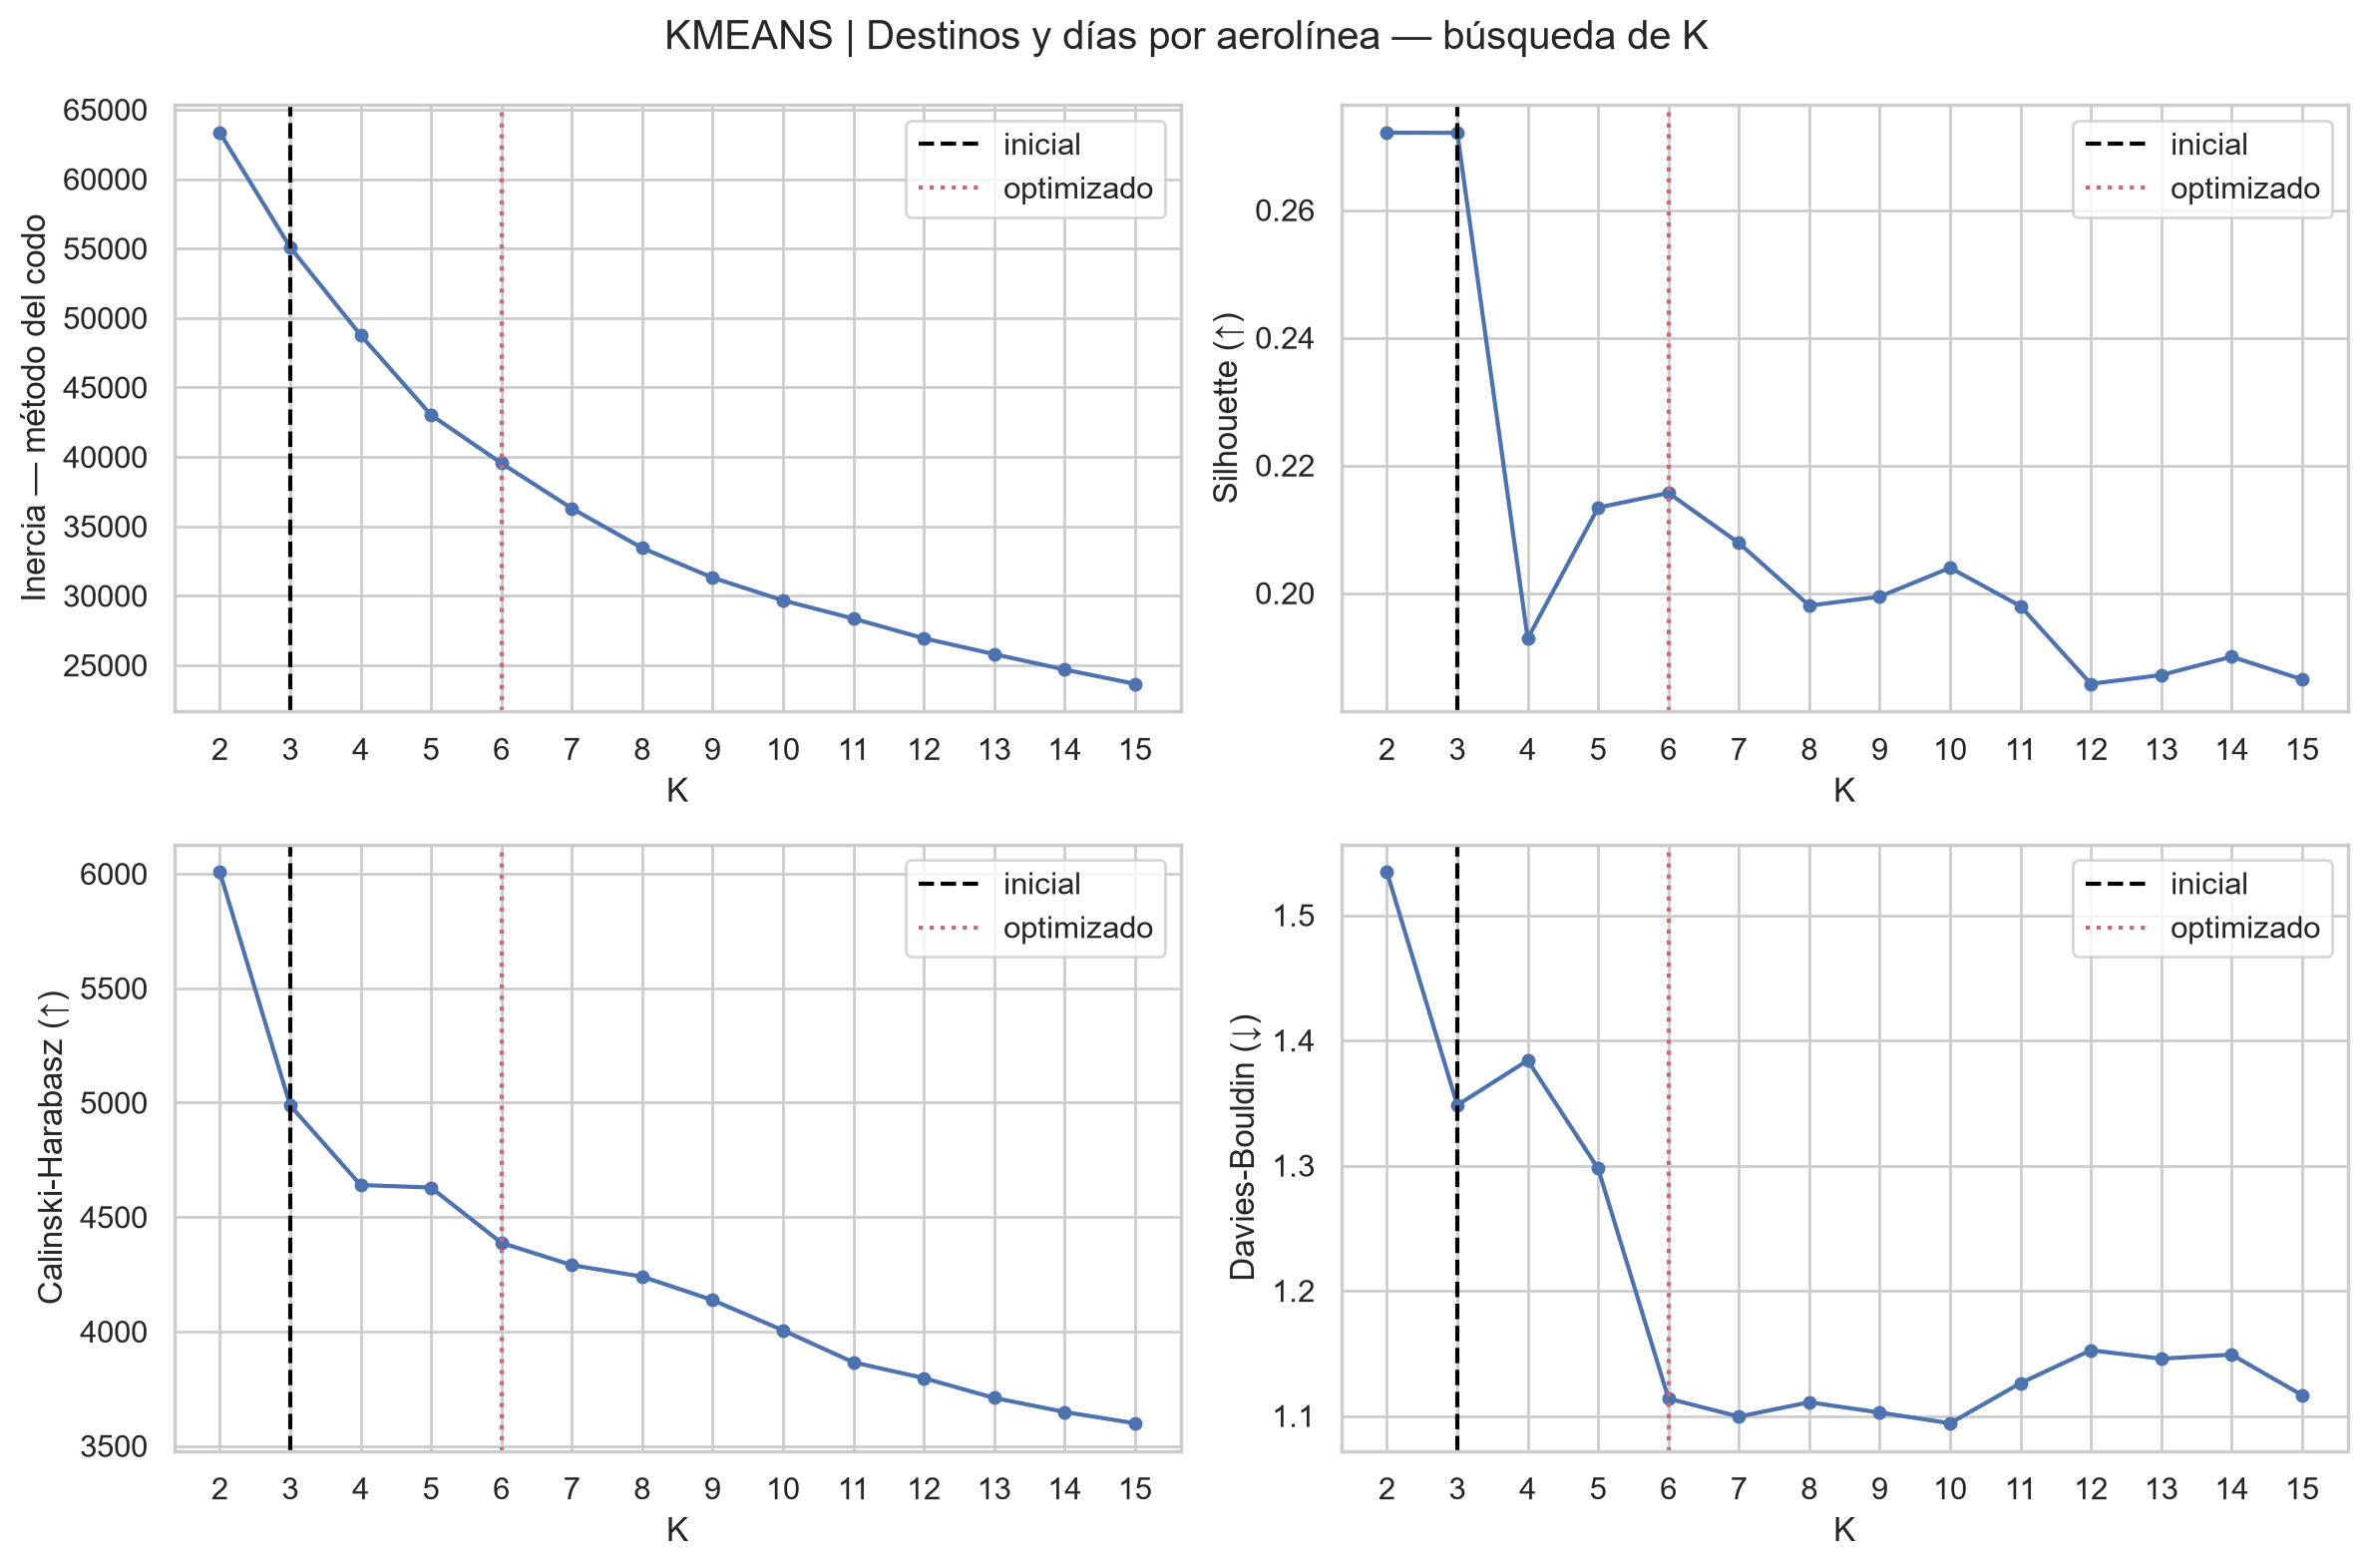 KMEANS | Destinos y días por aerolínea — búsqueda de K
Inercia — método del codo
65000
60000
55000
50000
45000
40000
35000
30000
25000
inicial
optimizado
2 3 4 5 6 7 8 9 10 11 12 13 14 15
K
Silhouette (↑)
0.26
0.24
0.22
0.20
inicial
optimizado
2 3 4 5 6 7 8 9 10 11 12 13 14 15
K
Calinski-Harabasz (↑)
6000
5500
5000
4500
4000
3500
inicial
optimizado
2 3 4 5 6 7 8 9 10 11 12 13 14 15
K
Davies-Bouldin (↓)
1.5
1.4
1.3
1.2
1.1
inicial
optimizado
2 3 4 5 6 7 8 9 10 11 12 13 14 15
K